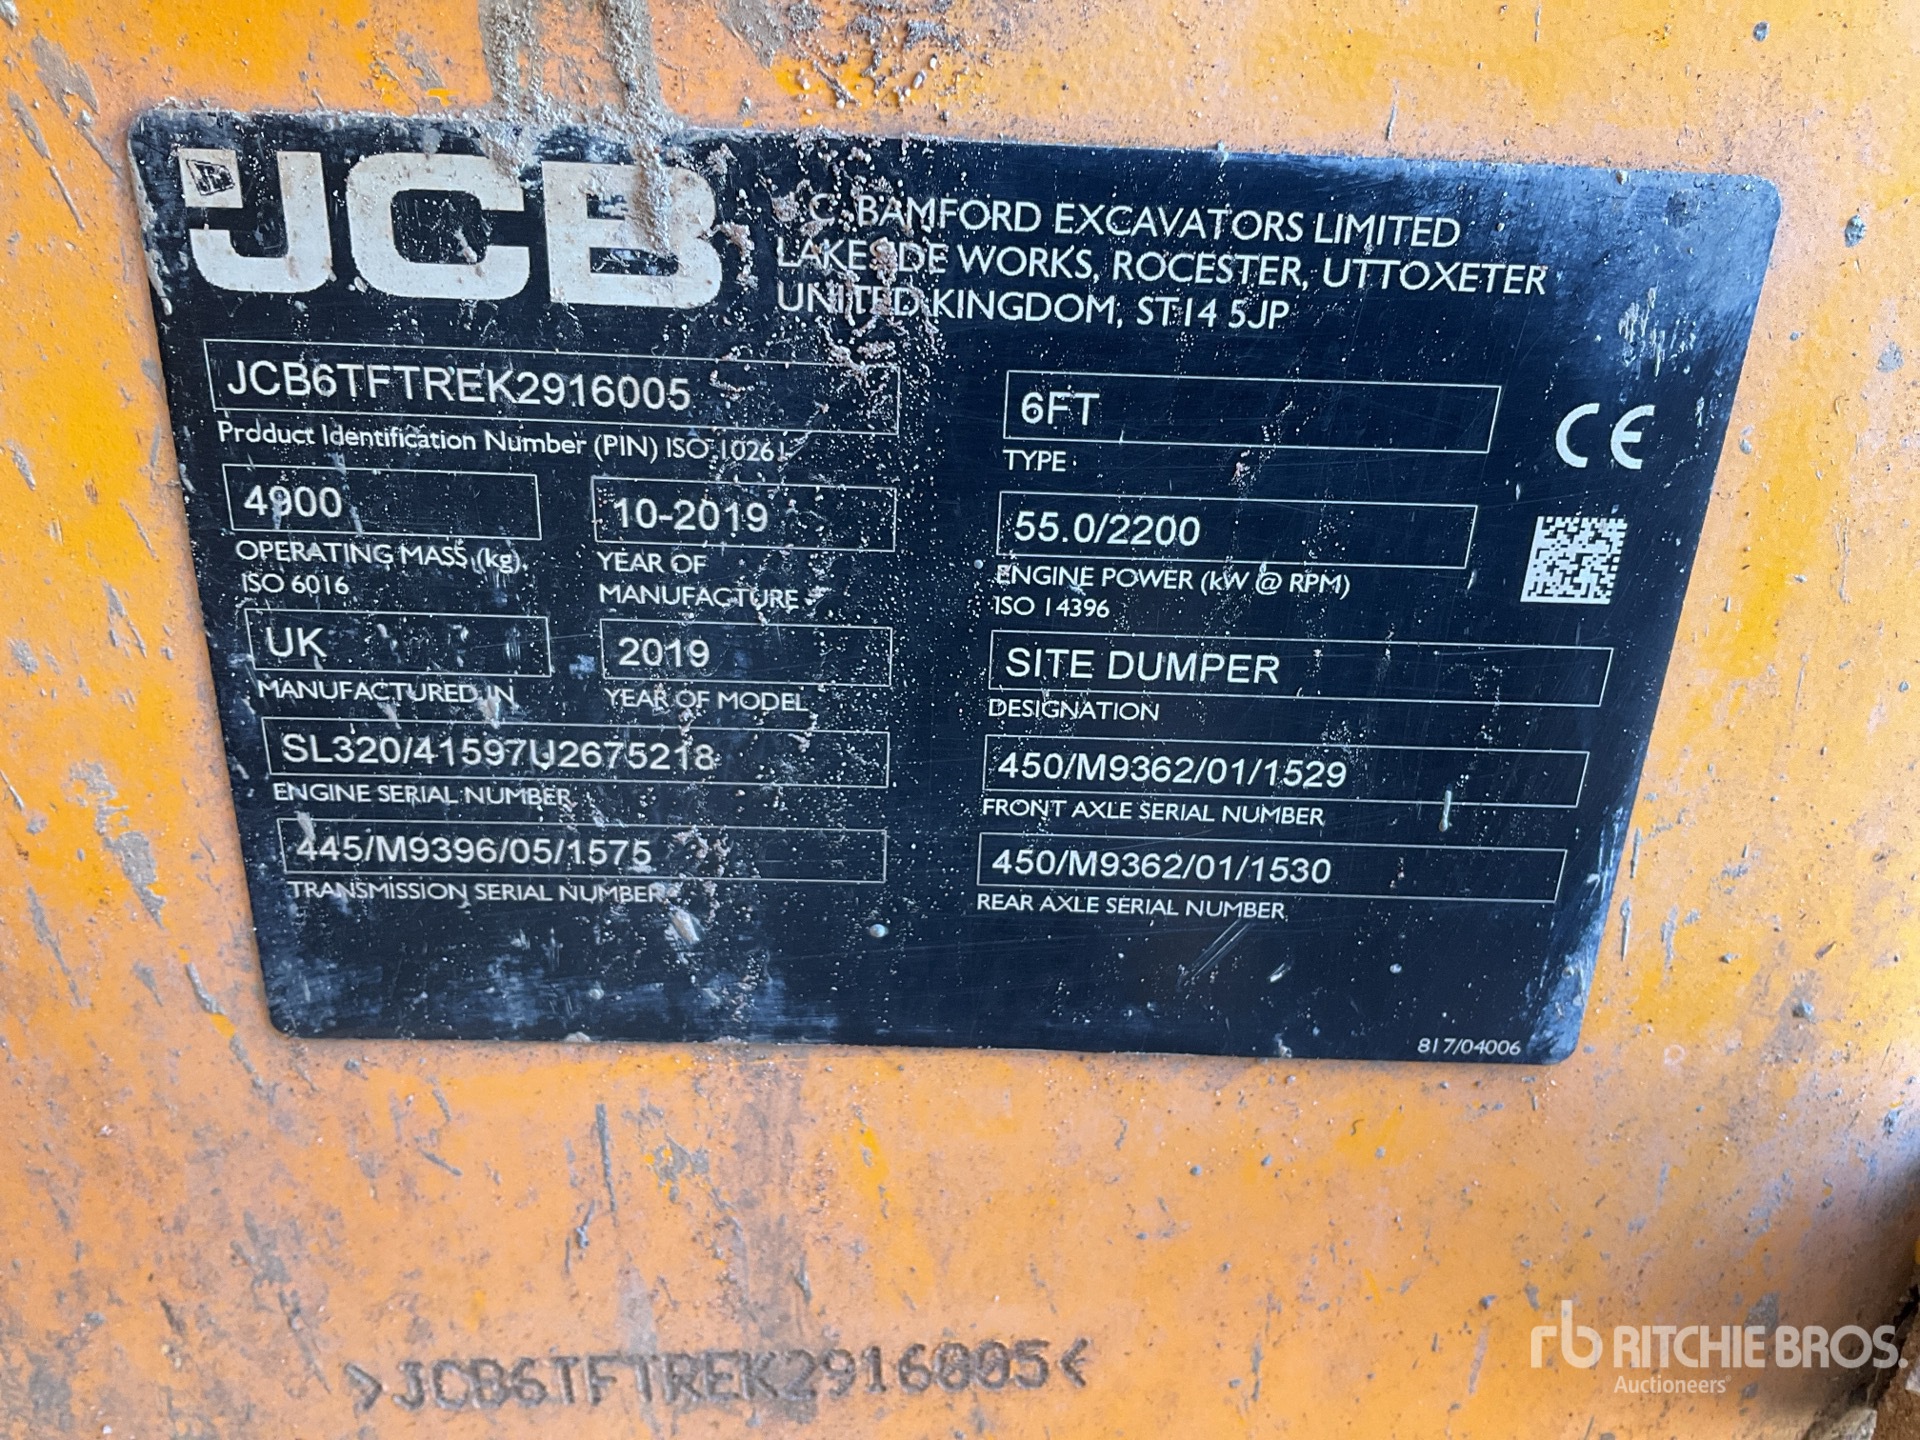 JCB
J.C. BAMFORD EXCAVATORS LIMITED
LAKESIDE WORKS, ROCESTER, UTTOXETER
UNITED KINGDOM, ST14 5JP
JCB6TFTREK2916005
Product Identification Number (PIN) ISO 10261
6FT
TYPE
CE
4900
OPERATING MASS (kg)
ISO 6016
10-2019
YEAR OF
MANUFACTURE
55.0/2200
ENGINE POWER (kW @ RPM)
ISO 14396
UK
MANUFACTURED IN
2019
YEAR OF MODEL
SITE DUMPER
DESIGNATION
SL320/41597U2675218
ENGINE SERIAL NUMBER
450/M9362/01/1529
FRONT AXLE SERIAL NUMBER
445/M9396/05/1575
TRANSMISSION SERIAL NUMBER
450/M9362/01/1530
REAR AXLE SERIAL NUMBER
817/04006
>JCB6TFTREK2916005<
rb RITCHIE BROS.
Auctioneers